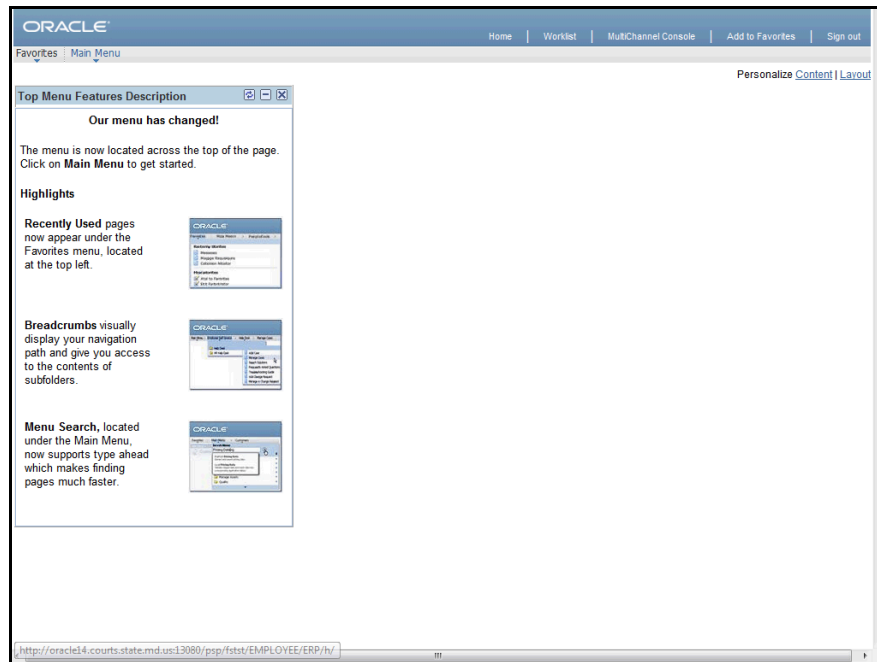 ORACLE
Home | Worklist | MultiChannel Console | Add to Favorites | Sign out
Favorites Main Menu
Personalize Content | Layout
Top Menu Features Description
Our menu has changed!
The menu is now located across the top of the page.
Click on Main Menu to get started.
Highlights
Recently Used pages
now appear under the
Favorites menu, located
at the top left.
ORACLE
Breadcrumbs visually
display your navigation
path and give you access
to the contents of
subfolders.
ORACLE
Menu Search, located
under the Main Menu,
now supports type ahead
which makes finding
pages much faster.
ORACLE
http://oracle14.courts.state.md.us:13080/psp/fstst/EMPLOYEE/ERP/h/